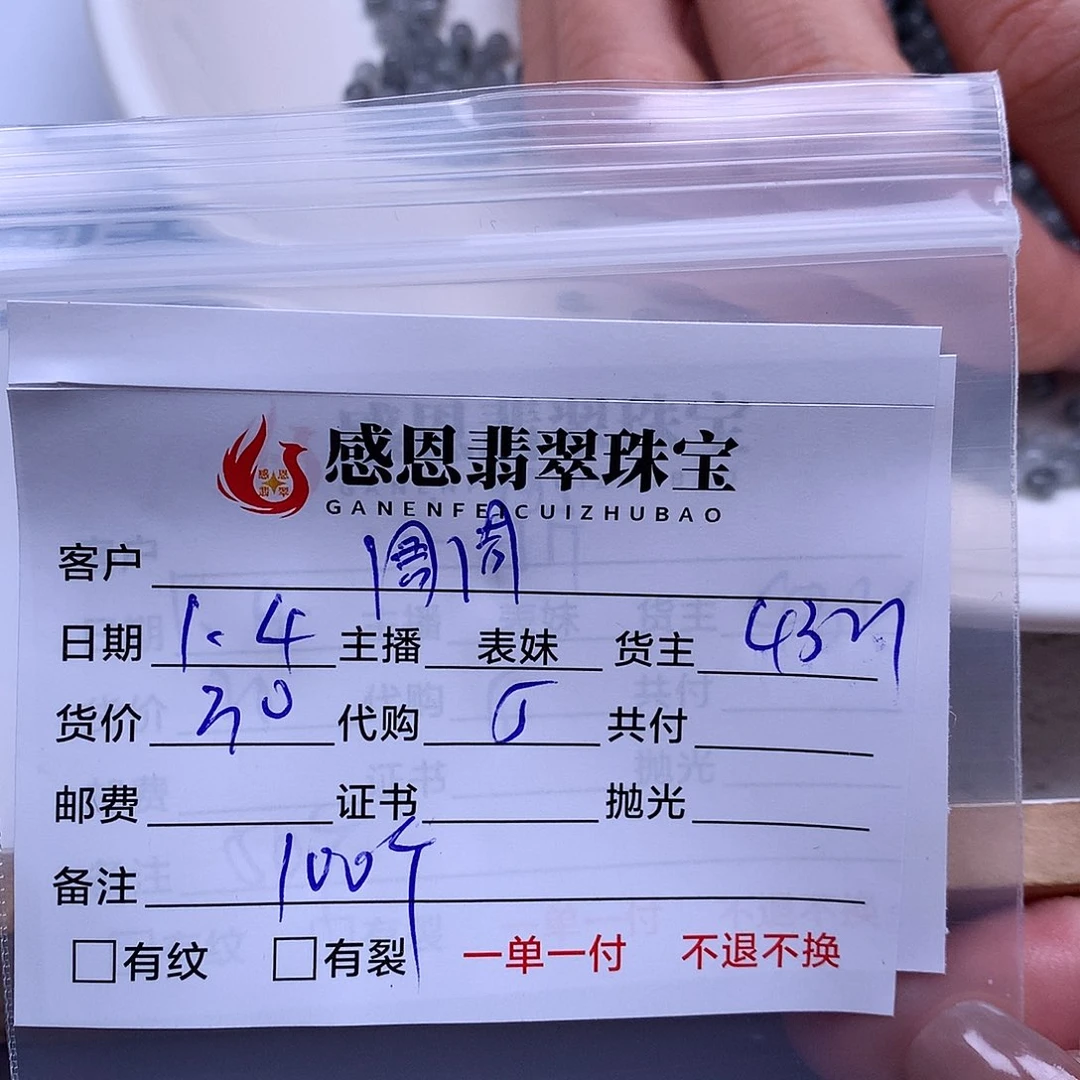 感恩翡翠珠宝
GANENFEICUIZHUBAO
客户 周周
日期 1.4 主播 表妹 货主
货价 30 代购 5 共付
邮费 证书 抛光
备注 100个
有纹 有裂 一单一付 不退不换